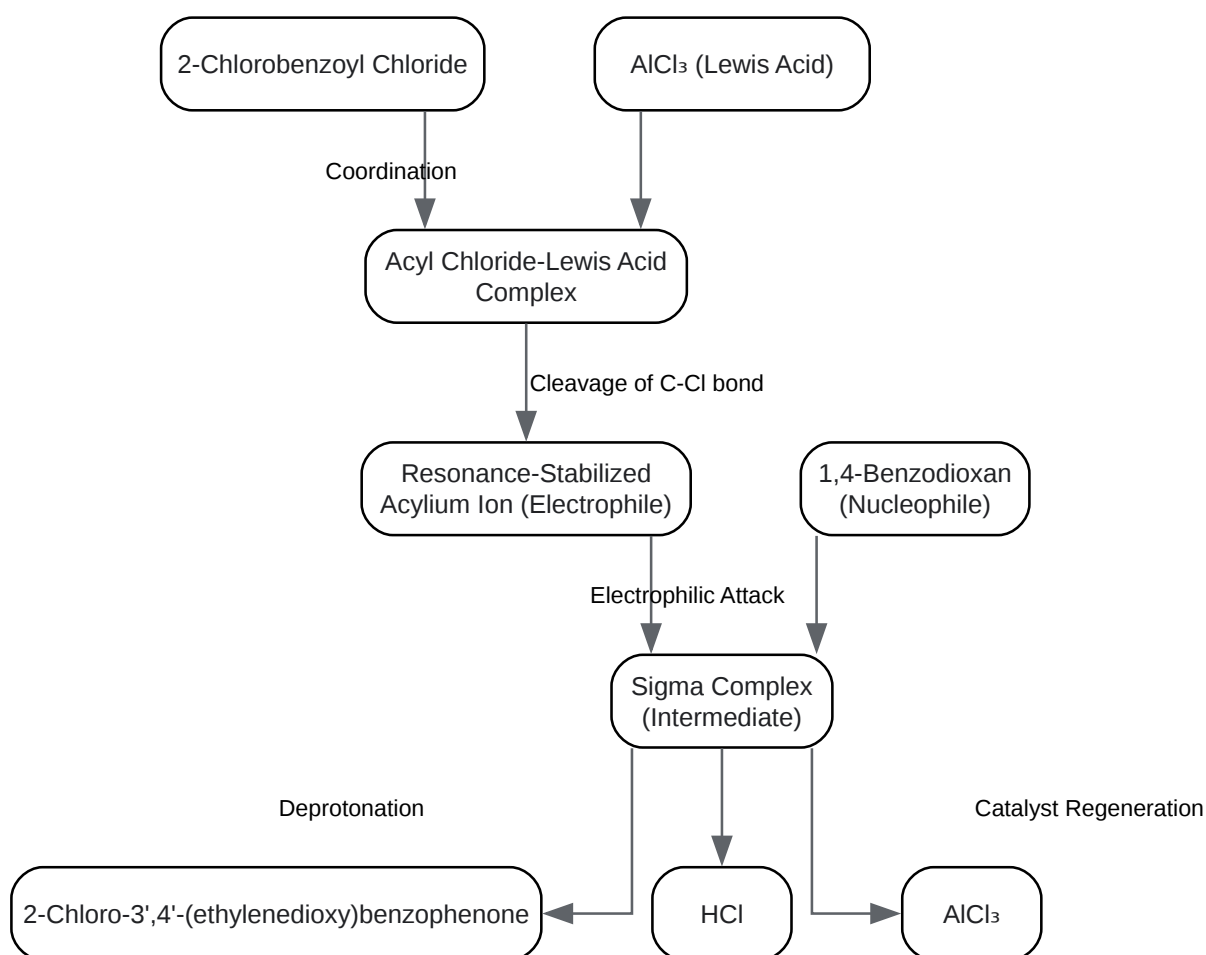 2-Chlorobenzoyl Chloride
AlCl₃ (Lewis Acid)
Coordination
Acyl Chloride-Lewis Acid
Complex
Cleavage of C-Cl bond
Resonance-Stabilized
Acylium Ion (Electrophile)
1,4-Benzodioxan
(Nucleophile)
Electrophilic Attack
Sigma Complex
(Intermediate)
Deprotonation
Catalyst Regeneration
2-Chloro-3',4'-(ethylenedioxy)benzophenone
HCl
AlCl₃